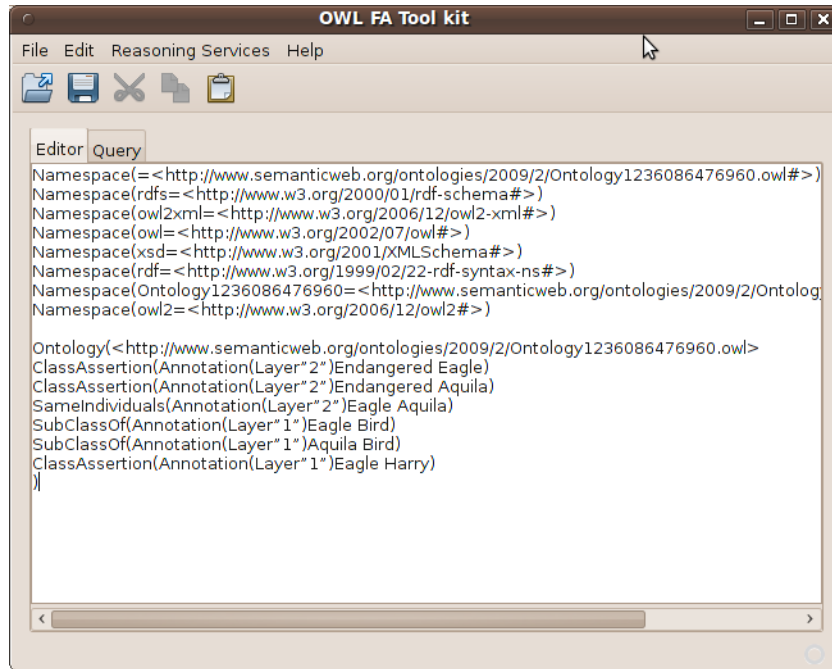 OWL FA Tool kit
File Edit Reasoning Services Help
Editor Query
Namespace(=<http://www.semanticweb.org/ontologies/2009/2/Ontology1236086476960.owl#>)
Namespace(rdfs=<http://www.w3.org/2000/01/rdf-schema#>)
Namespace(owl2xml=<http://www.w3.org/2006/12/owl2-xml#>)
Namespace(owl=<http://www.w3.org/2002/07/owl#>)
Namespace(xsd=<http://www.w3.org/2001/XMLSchema#>)
Namespace(rdf=<http://www.w3.org/1999/02/22-rdf-syntax-ns#>)
Namespace(Ontology1236086476960=<http://www.semanticweb.org/ontologies/2009/2/Ontolog
Namespace(owl2=<http://www.w3.org/2006/12/owl2#>)
Ontology(<http://www.semanticweb.org/ontologies/2009/2/Ontology1236086476960.owl>
ClassAssertion(Annotation(Layer"2")Endangered Eagle)
ClassAssertion(Annotation(Layer"2")Endangered Aquila)
SameIndividuals(Annotation(Layer"2")Eagle Aquila)
SubClassOf(Annotation(Layer"1")Eagle Bird)
SubClassOf(Annotation(Layer"1")Aquila Bird)
ClassAssertion(Annotation(Layer"1")Eagle Harry)
)